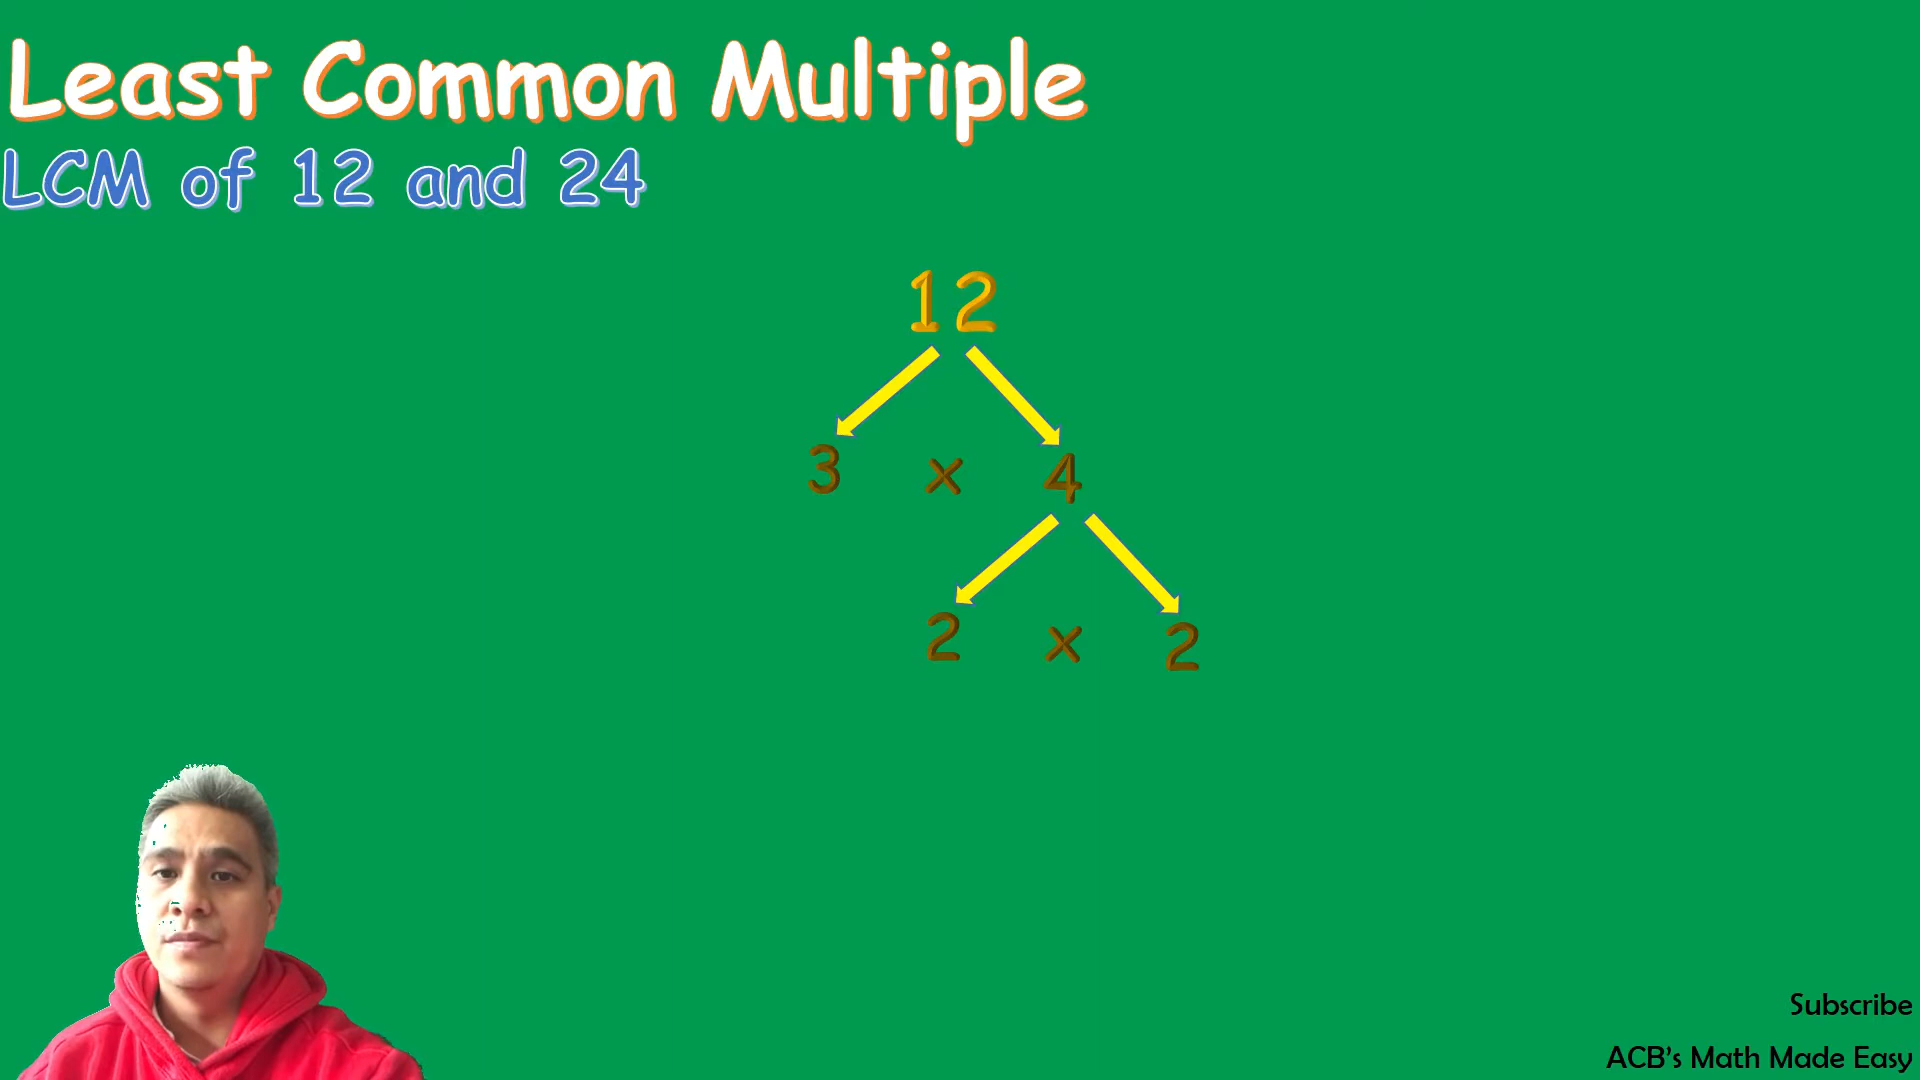 Least Common Multiple
LCM of 12 and 24
12
3 x 4
2 x 2
Subscribe
ACB's Math Made Easy